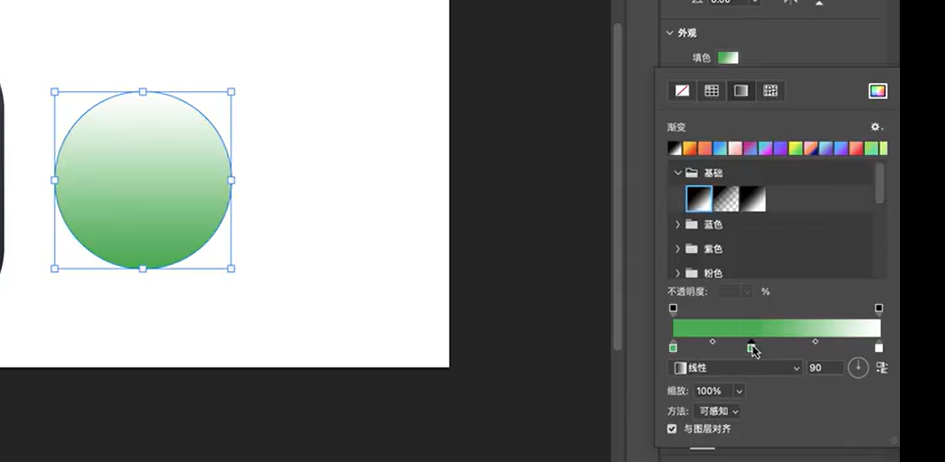 外观
填色
渐变
基础
蓝色
紫色
粉色
不透明度: %
线性 90
缩放: 100%
方法: 可感知
与图层对齐